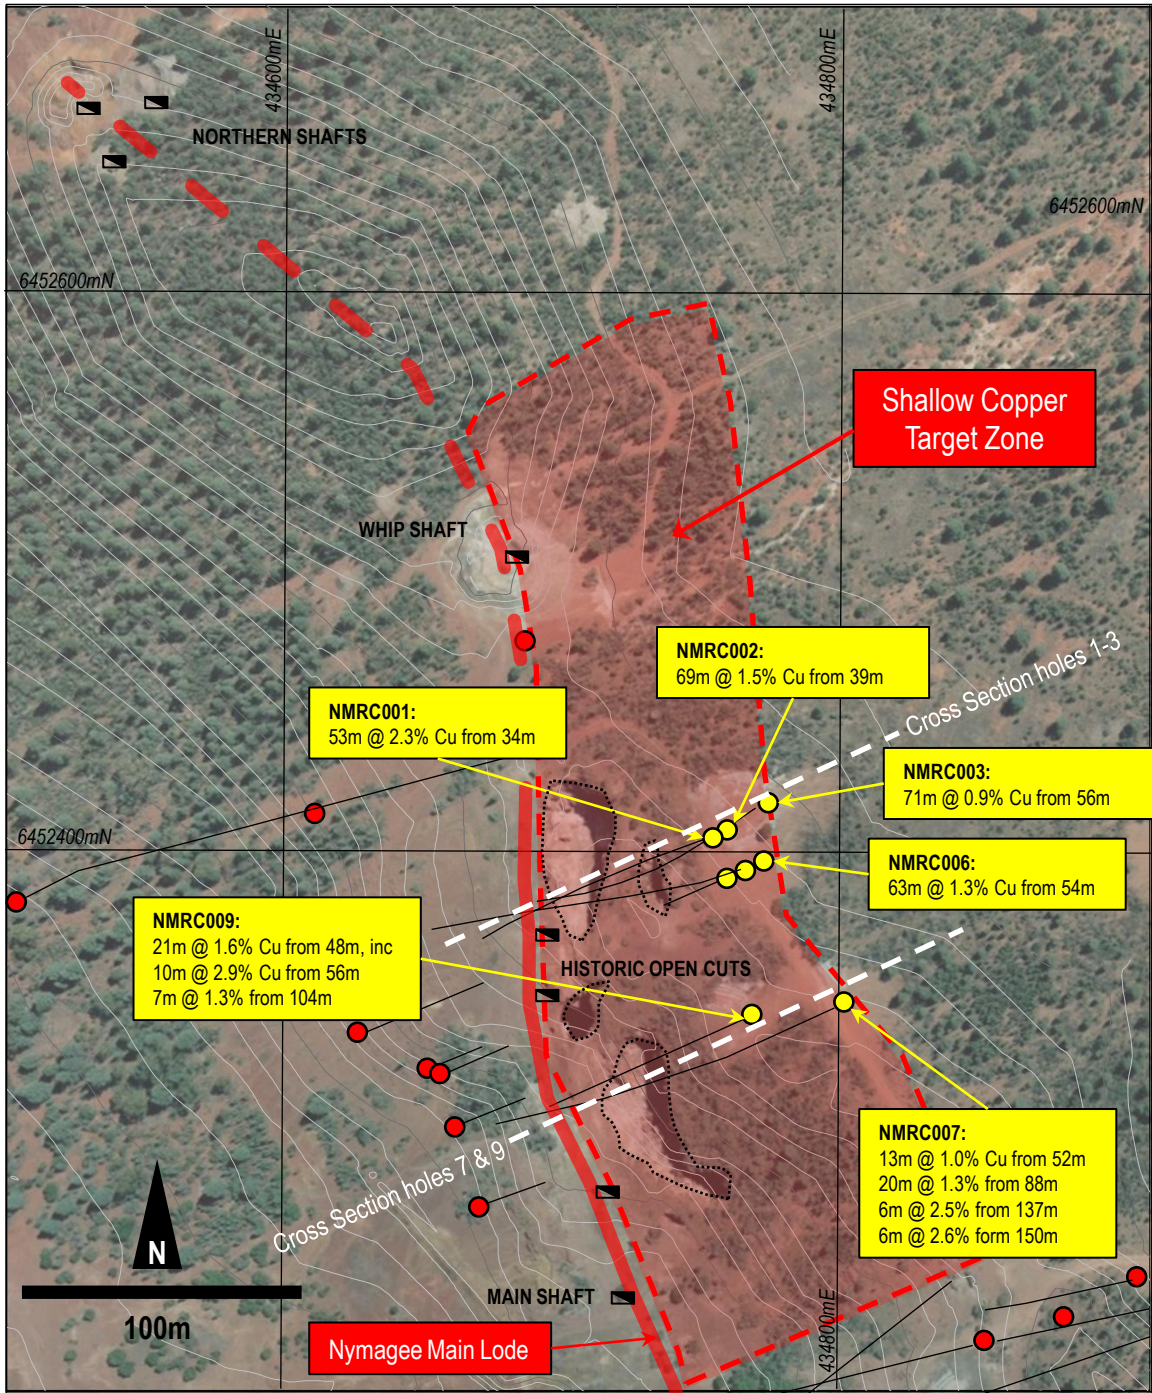 434600mE
434800mE
NORTHERN SHAFTS
6452600mN
6452600mN
Shallow Copper
Target Zone
WHIP SHAFT
NMRC002:
69m @ 1.5% Cu from 39m
Cross Section holes 1-3
NMRC001:
53m @ 2.3% Cu from 34m
NMRC003:
71m @ 0.9% Cu from 56m
6452400mN
NMRC006:
63m @ 1.3% Cu from 54m
NMRC009:
21m @ 1.6% Cu from 48m, inc
10m @ 2.9% Cu from 56m
7m @ 1.3% from 104m
HISTORIC OPEN CUTS
NMRC007:
13m @ 1.0% Cu from 52m
20m @ 1.3% from 88m
6m @ 2.5% from 137m
6m @ 2.6% form 150m
Cross Section holes 7 & 9
N
100m
MAIN SHAFT
Nymagee Main Lode
434800mE